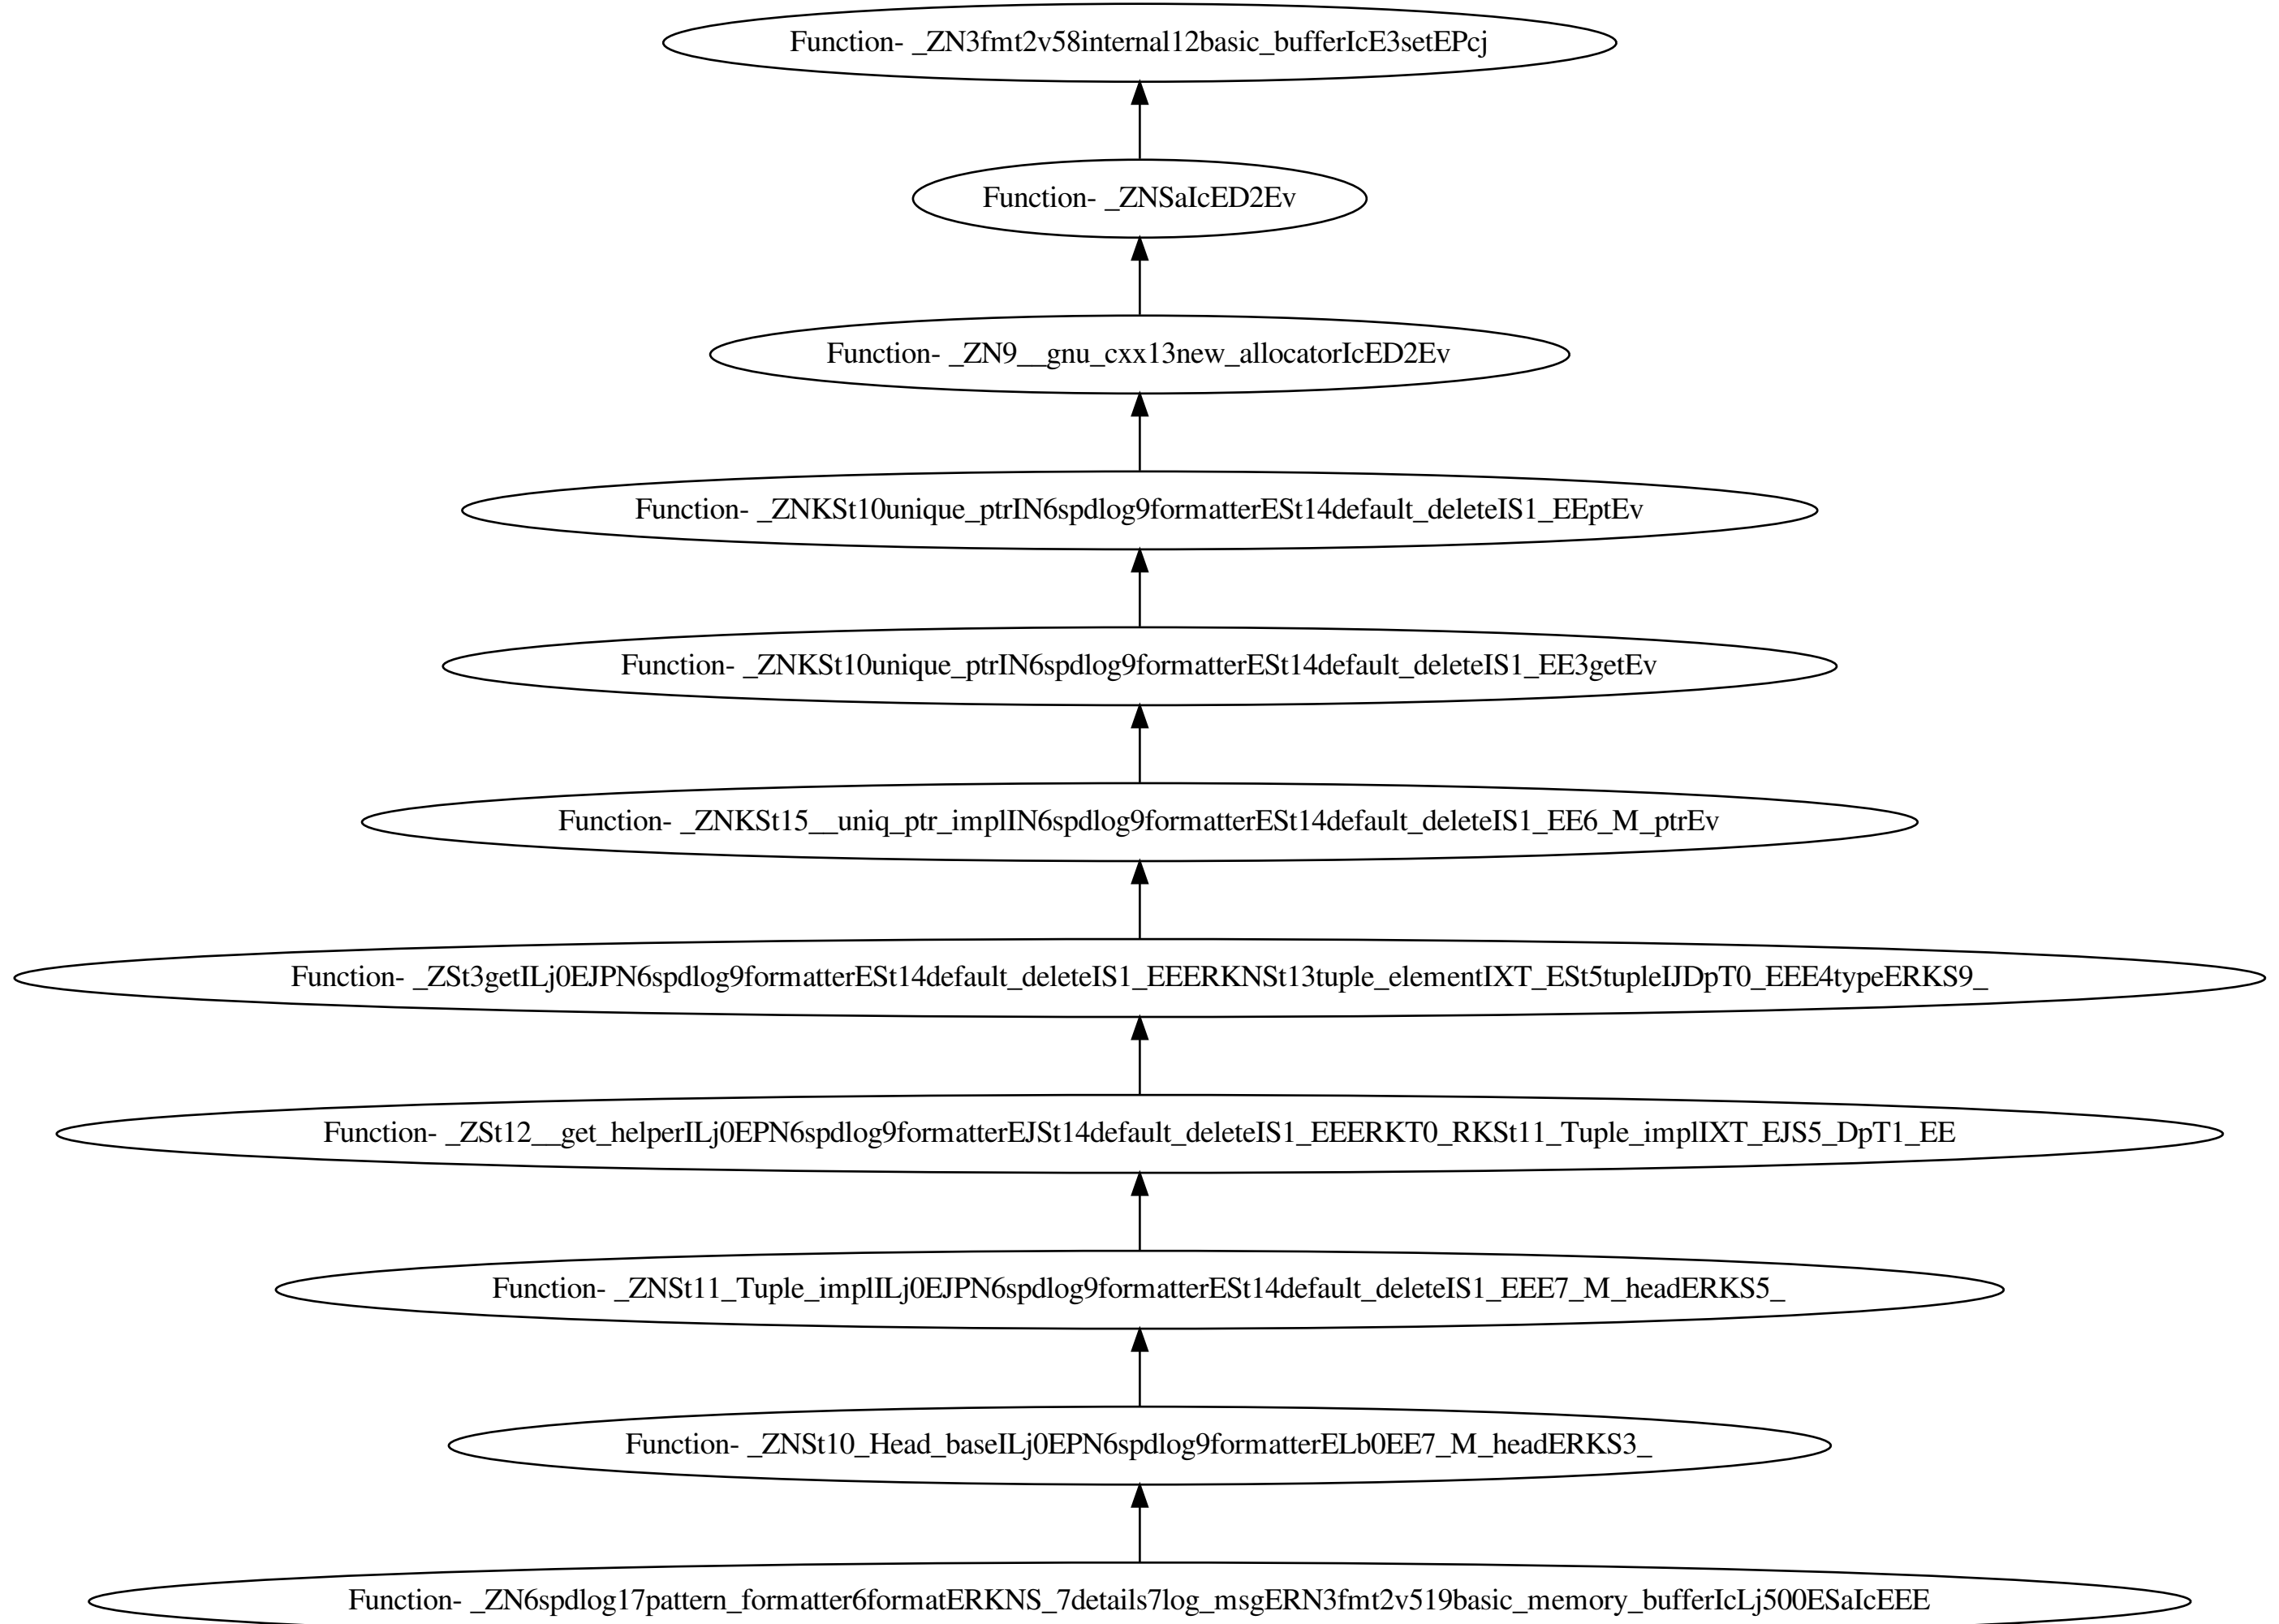 Function- _ZN3fmt2v58internal12basic_bufferIcE3setEPcj
Function- _ZNSaIcED2Ev
Function- _ZN9__gnu_cxx13new_allocatorIcED2Ev
Function- _ZNKSt10unique_ptrIN6spdlog9formatterESt14default_deleteIS1_EEptEv
Function- _ZNKSt10unique_ptrIN6spdlog9formatterESt14default_deleteIS1_EE3getEv
Function- _ZNKSt15__uniq_ptr_implIN6spdlog9formatterESt14default_deleteIS1_EE6_M_ptrEv
Function- _ZSt3getILj0EJPN6spdlog9formatterESt14default_deleteIS1_EEERKNSt13tuple_elementIXT_ESt5tupleIJDpT0_EEE4typeERKS9_
Function- _ZSt12__get_helperILj0EPN6spdlog9formatterEJSt14default_deleteIS1_EEERKT0_RKSt11_Tuple_implIXT_EJS5_DpT1_EE
Function- _ZNSt11_Tuple_implILj0EJPN6spdlog9formatterESt14default_deleteIS1_EEE7_M_headERKS5_
Function- _ZNSt10_Head_baseILj0EPN6spdlog9formatterELb0EE7_M_headERKS3_
Function- _ZN6spdlog17pattern_formatter6formatERKNS_7details7log_msgERN3fmt2v519basic_memory_bufferIcLj500ESaIcEEE